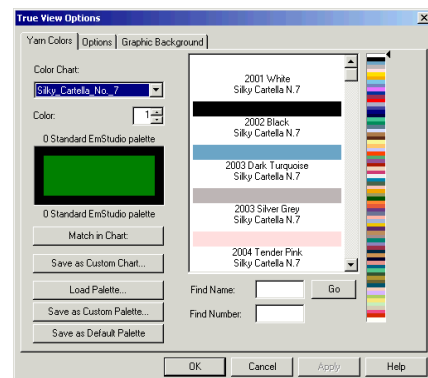 True View Options
Yarn Colors
Options
Graphic Background
Color Chart:
Silky_Cartella_No._7
Color:
1
0 Standard EmStudio palette
0 Standard EmStudio palette
Match in Chart:
Save as Custom Chart...
Load Palette...
Save as Custom Palette...
Save as Default Palette
2001 White
Silky Cartella N.7
2002 Black
Silky Cartella N.7
2003 Dark Turquoise
Silky Cartella N.7
2003 Silver Grey
Silky Cartella N.7
2004 Tender Pink
Silky Cartella N.7
Find Name:
Go
Find Number:
OK
Cancel
Apply
Help